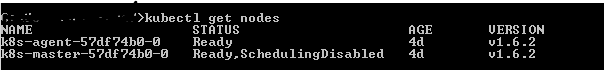 >kubectl get nodes
NAME STATUS AGE VERSION
k8s-agent-57df74b0-0 Ready 4d v1.6.2
k8s-master-57df74b0-0 Ready,SchedulingDisabled 4d v1.6.2